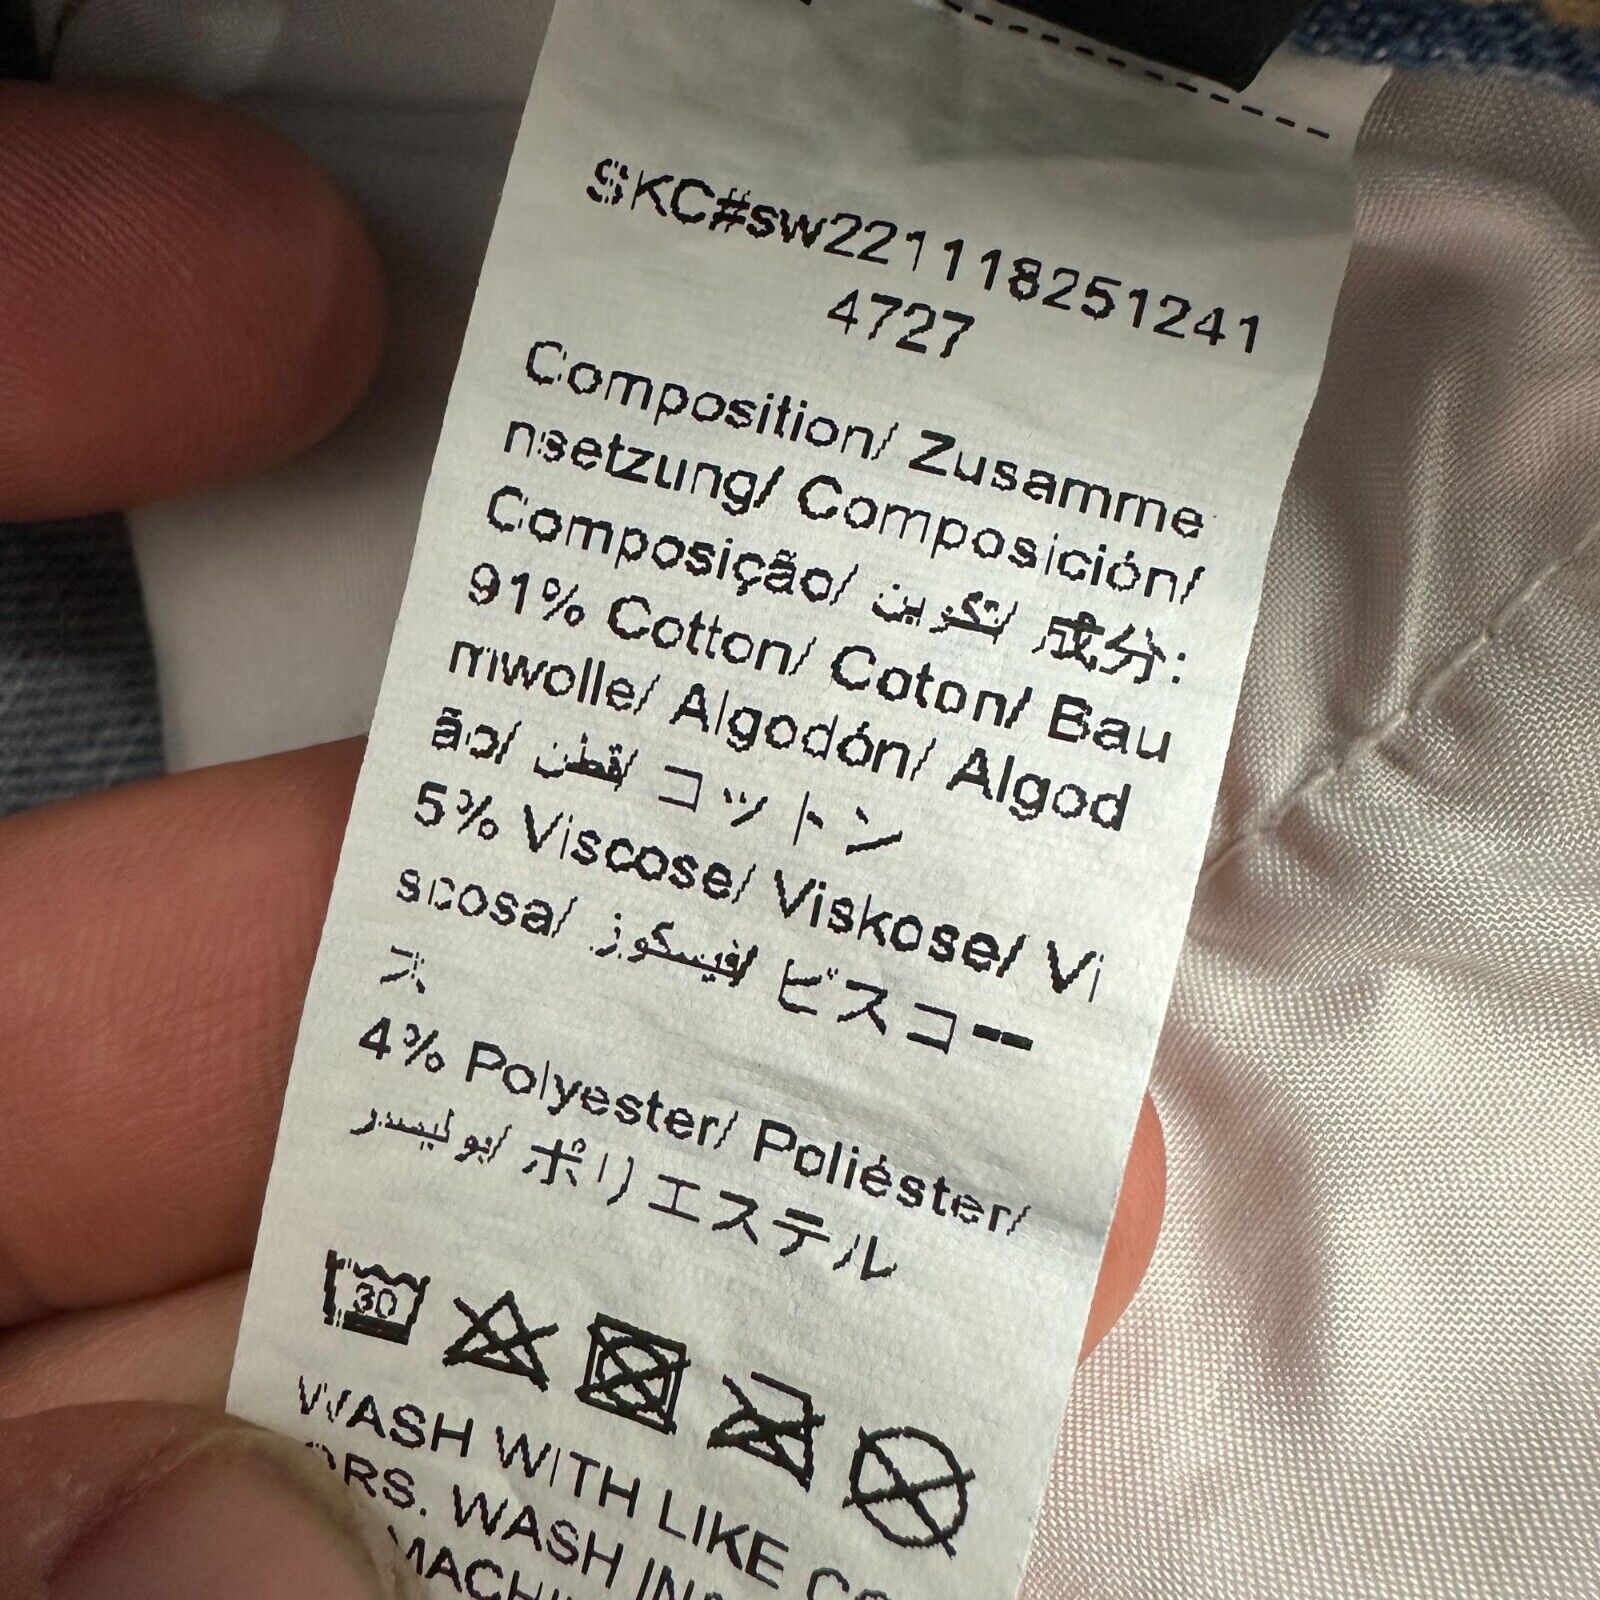 SKC#sw221118251241
4727
Composition/ Zusamme
nsetzung/ Composición/
Composição/ تكوين/ 成分:
91% Cotton/ Coton/ Bau
mwolle/ Algodón/ Algod
ão/ قطن/ コットン
5% Viscose/ Viskose/ Vi
scosa/ فيسكوز/ ビスコー
ス
4% Polyester/ Poliéster/
بوليستر/ ポリエステル
30
WASH WITH LIKE
ORS. WASH